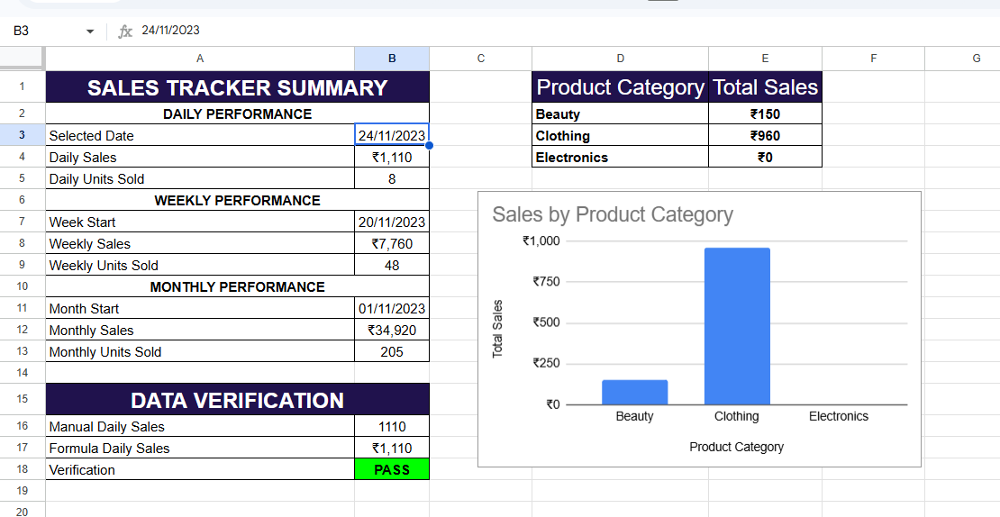 B3 fx 24/11/2023
A B C D E F G
1 SALES TRACKER SUMMARY Product Category Total Sales
2 DAILY PERFORMANCE Beauty ₹150
3 Selected Date 24/11/2023 Clothing ₹960
4 Daily Sales ₹1,110 Electronics ₹0
5 Daily Units Sold 8
6 WEEKLY PERFORMANCE
7 Week Start 20/11/2023
8 Weekly Sales ₹7,760
9 Weekly Units Sold 48
10 MONTHLY PERFORMANCE
11 Month Start 01/11/2023
12 Monthly Sales ₹34,920
13 Monthly Units Sold 205
14
15 DATA VERIFICATION
16 Manual Daily Sales 1110
17 Formula Daily Sales ₹1,110
18 Verification PASS
19
20
Sales by Product Category
₹1,000
₹750
₹500
₹250
₹0
Total Sales
Beauty Clothing Electronics
Product Category